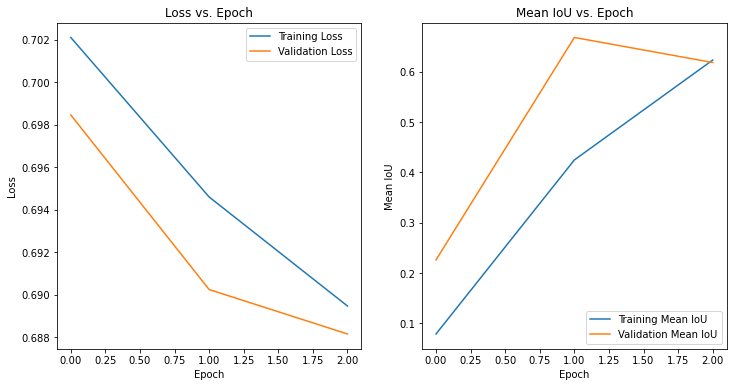 Loss vs. Epoch
Training Loss
Validation Loss
0.702
0.700
0.698
0.696
0.694
0.692
0.690
0.688
Loss
0.00 0.25 0.50 0.75 1.00 1.25 1.50 1.75 2.00
Epoch
Mean IoU vs. Epoch
0.6
0.5
0.4
0.3
0.2
0.1
Mean IoU
Training Mean IoU
Validation Mean IoU
0.00 0.25 0.50 0.75 1.00 1.25 1.50 1.75 2.00
Epoch